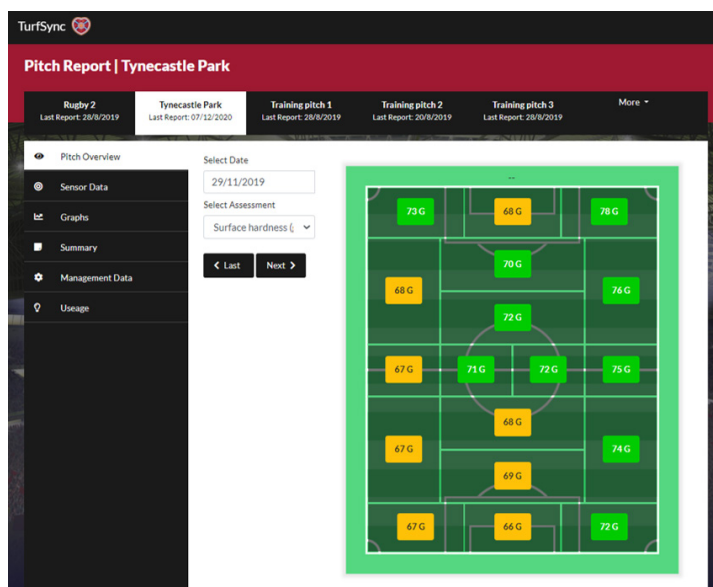 TurfSync
Pitch Report | Tynecastle Park
Rugby 2
Last Report: 28/8/2019
Tynecastle Park
Last Report: 07/12/2020
Training pitch 1
Last Report: 28/8/2019
Training pitch 2
Last Report: 20/8/2019
Training pitch 3
Last Report: 28/8/2019
More
Pitch Overview
Sensor Data
Graphs
Summary
Management Data
Useage
Select Date
29/11/2019
Select Assessment
Surface hardness (
Last
Next
--
73 G 68 G 78 G
70 G
68 G 76 G
72 G
67 G 71 G 72 G 75 G
68 G
67 G 74 G
69 G
67 G 66 G 72 G